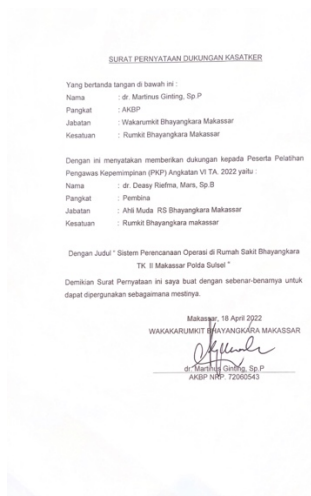 SURAT PERNYATAAN DUKUNGAN KASATKER
Yang bertanda tangan di bawah ini :
Nama : dr. Martinus Ginting, Sp.P
Pangkat : AKBP
Jabatan : Wakarumkit Bhayangkara Makassar
Kesatuan : Rumkit Bhayangkara Makassar
Dengan ini menyatakan memberikan dukungan kepada Peserta Pelatihan
Pengawas Kepemimpinan (PKP) Angkatan VI TA. 2022 yaitu :
Nama : dr. Deasy Riefma, Mars, Sp.B
Pangkat : Pembina
Jabatan : Ahli Muda RS Bhayangkara Makassar
Kesatuan : Rumkit Bhayangkara makassar
Dengan Judul " Sistem Perencanaan Operasi di Rumah Sakit Bhayangkara
TK II Makassar Polda Sulsel "
Demikian Surat Pernyataan ini saya buat dengan sebenar-benarnya untuk
dapat dipergunakan sebagaimana mestinya.
Makassar, 18 April 2022
WAKAKARUMKIT BHAYANGKARA MAKASSAR
dr. Martinus Ginting, Sp.P
AKBP NRP. 72060543